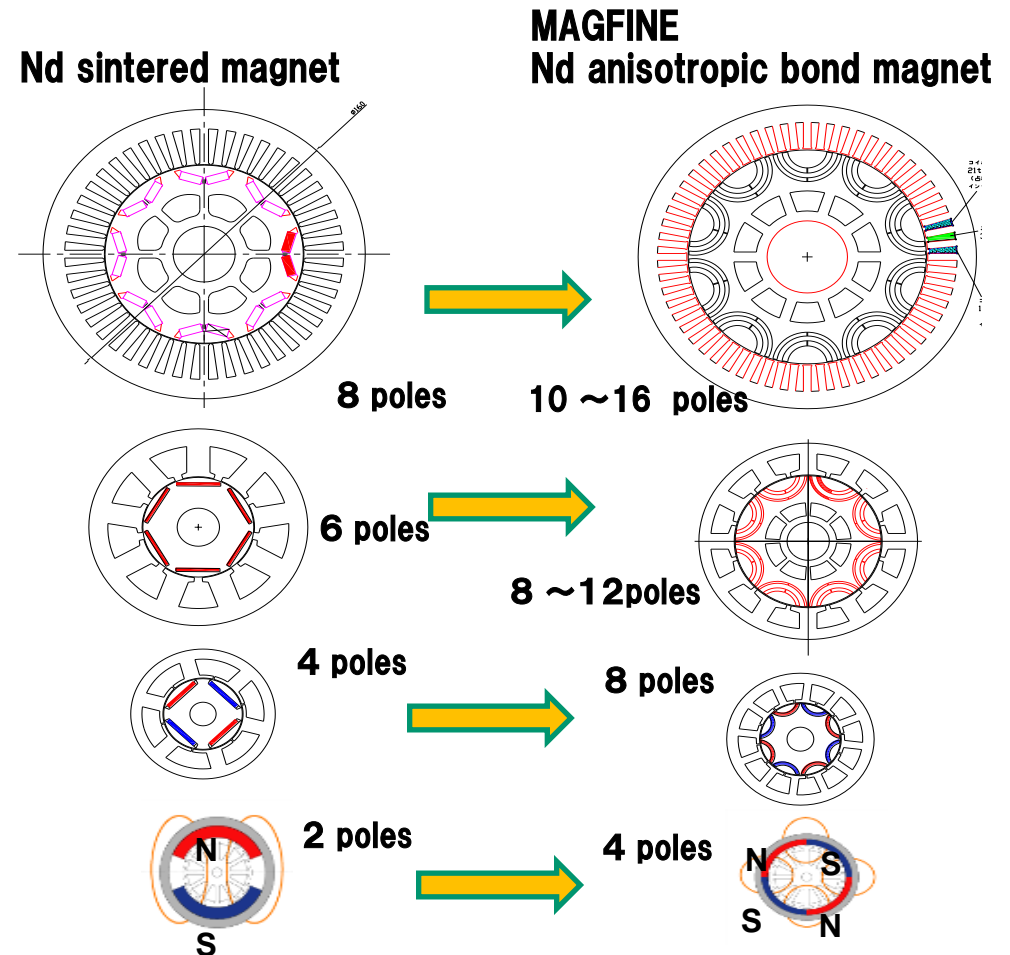 MAGFINE
Nd sintered magnet
Nd anisotropic bond magnet
φ160
8 poles
10 ～16 poles
6 poles
8 ～12poles
4 poles
8 poles
2 poles
4 poles
N
S
N
S
S
N